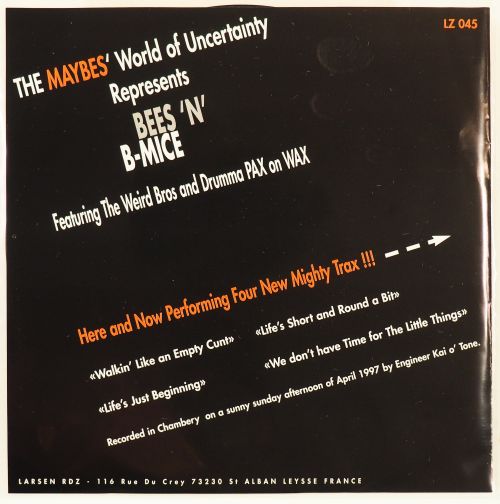 LZ 045
THE MAYBES' World of Uncertainty
Represents
BEES 'N'
B-MICE
Featuring The Weird Bros and Drumma PAX on WAX
Here and Now Performing Four New Mighty Trax !!!
«Walkin' Like an Empty Cunt»
«Life's Short and Round a Bit»
«Life's Just Beginning»
«We don't have Time for The Little Things»
Recorded in Chambery on a sunny sunday afternoon of April 1997 by Engineer Kai o' Tone.
LARSEN RDZ - 116 Rue Du Crey 73230 St ALBAN LEYSSE FRANCE